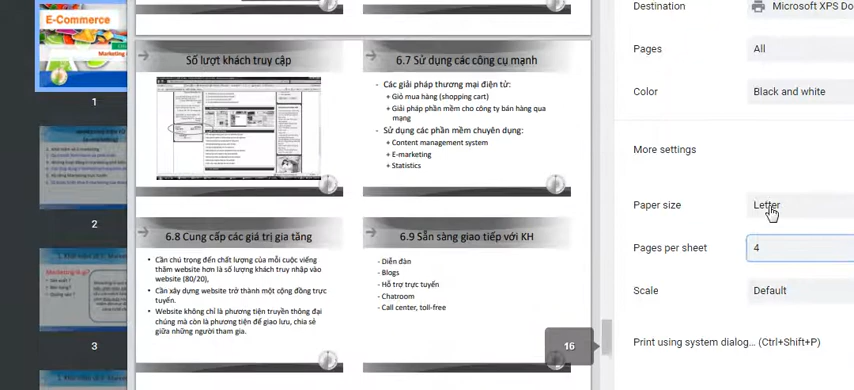 E-Commerce
1
2
3
Số lượt khách truy cập
6.7 Sử dụng các công cụ mạnh
- Các giải pháp thương mại điện tử:
+ Giỏ mua hàng (shopping cart)
+ Giải pháp phần mềm cho công ty bán hàng qua
mạng
- Sử dụng các phần mềm chuyên dụng:
+ Content management system
+ E-marketing
+ Statistics
6.8 Cung cấp các giá trị gia tăng
• Cần chú trọng đến chất lượng của mỗi cuộc viếng
thăm website hơn là số lượng khách truy nhập vào
website (80/20),
• Cần xây dựng website trở thành một cộng đồng trực
tuyến.
• Website không chỉ là phương tiện truyền thông đại
chúng mà còn là phương tiện để giao lưu, chia sẻ
giữa những người tham gia.
6.9 Sẵn sàng giao tiếp với KH
- Diễn đàn
- Blogs
- Hỗ trợ trực tuyến
- Chatroom
- Call center, toll-free
16
Destination
Microsoft XPS Do
Pages
All
Color
Black and white
More settings
Paper size
Letter
Pages per sheet
4
Scale
Default
Print using system dialog... (Ctrl+Shift+P)